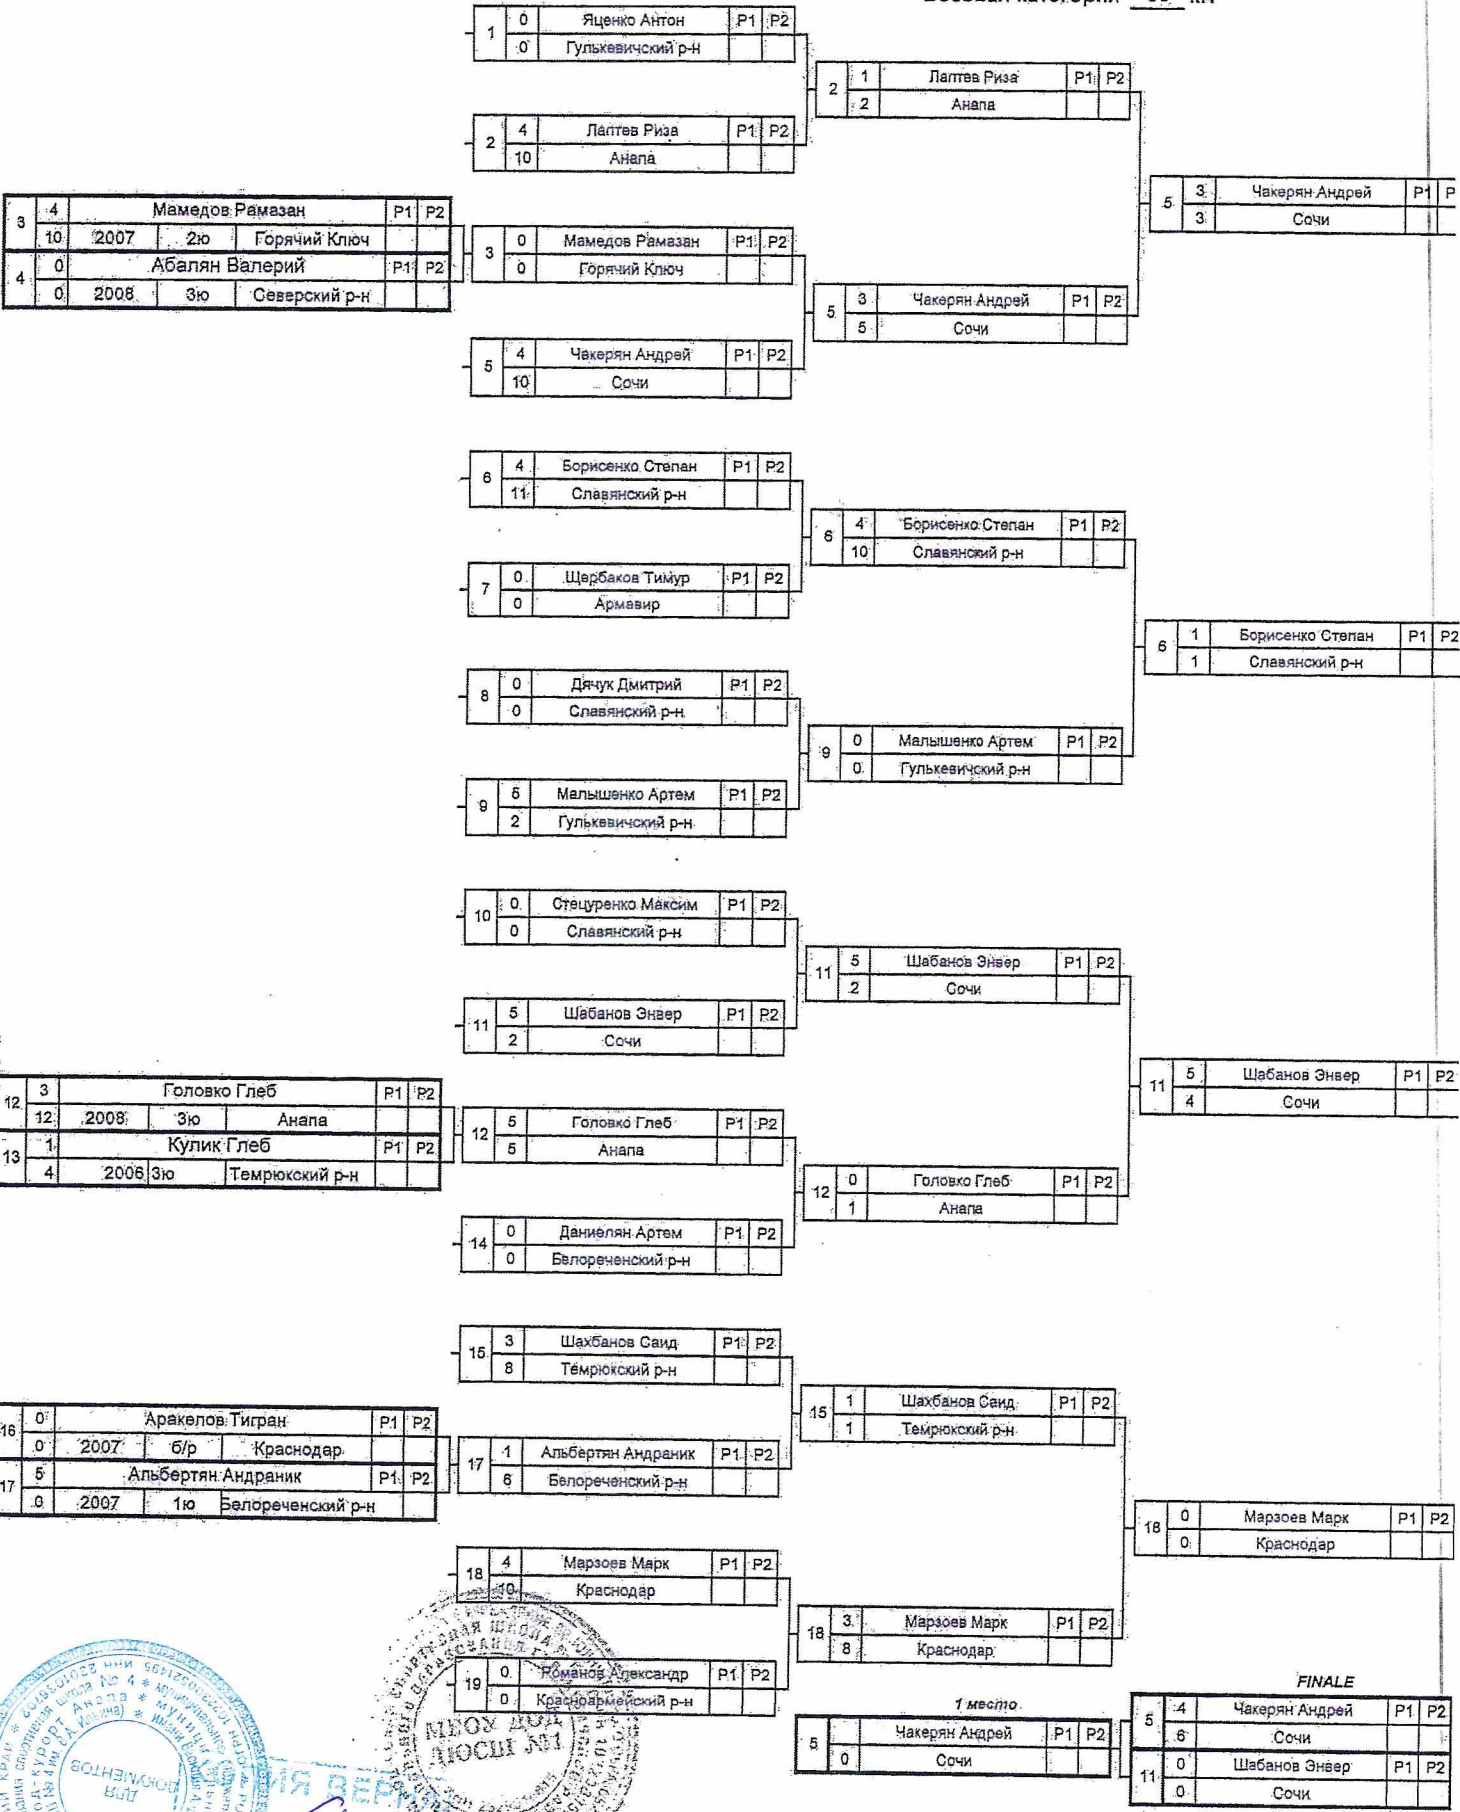 Весовая категория
1 0 Яценко Антон P1 P2
0 Гулькевичский р-н
2 4 Лаптев Риза P1 P2
10 Анапа
2 1 Лаптев Риза P1 P2
2 Анапа
3 4 Мамедов Рамазан P1 P2
10 2007 2ю Горячий Ключ
4 0 Абалян Валерий P1 P2
0 2008 3ю Северский р-н
3 0 Мамедов Рамазан P1 P2
0 Горячий Ключ
5 4 Чакерян Андрей P1 P2
10 Сочи
5 3 Чакерян Андрей P1 P2
5 Сочи
5 3 Чакерян Андрей P1 P
3 Сочи
6 4 Борисенко Степан P1 P2
11 Славянский р-н
7 0 Щербаков Тимур P1 P2
0 Армавир
6 4 Борисенко Степан P1 P2
10 Славянский р-н
8 0 Дячук Дмитрий P1 P2
0 Славянский р-н
9 5 Малышенко Артем P1 P2
2 Гулькевичский р-н
9 0 Малышенко Артем P1 P2
0 Гулькевичский р-н
6 1 Борисенко Степан P1 P2
1 Славянский р-н
10 0 Стецуренко Максим P1 P2
0 Славянский р-н
11 5 Шабанов Энвер P1 P2
2 Сочи
11 5 Шабанов Энвер P1 P2
2 Сочи
12 3 Головко Глеб P1 P2
12 2008 3ю Анапа
13 1 Кулик Глеб P1 P2
4 2006 3ю Темрюкский р-н
12 5 Головко Глеб P1 P2
5 Анапа
14 0 Даниелян Артем P1 P2
0 Белореченский р-н
12 0 Головко Глеб P1 P2
1 Анапа
11 5 Шабанов Энвер P1 P2
4 Сочи
15 3 Шахбанов Саид P1 P2
8 Темрюкский р-н
16 0 Аракелов Тигран P1 P2
0 2007 б/р Краснодар
17 5 Альбертян Андраник P1 P2
0 2007 1ю Белореченский р-н
17 1 Альбертян Андраник P1 P2
6 Белореченский р-н
15 1 Шахбанов Саид P1 P2
1 Темрюкский р-н
18 4 Марзоев Марк P1 P2
10 Краснодар
19 0 Романов Александр P1 P2
0 Красноармейский р-н
18 3 Марзоев Марк P1 P2
8 Краснодар
18 0 Марзоев Марк P1 P2
0 Краснодар
1 место
5 Чакерян Андрей P1 P2
0 Сочи
FINALE
5 4 Чакерян Андрей P1 P2
6 Сочи
11 0 Шабанов Энвер P1 P2
0 Сочи
МБОУ ДОД
ДЮСШ №1
ДЛЯ
ДОКУМЕНТОВ